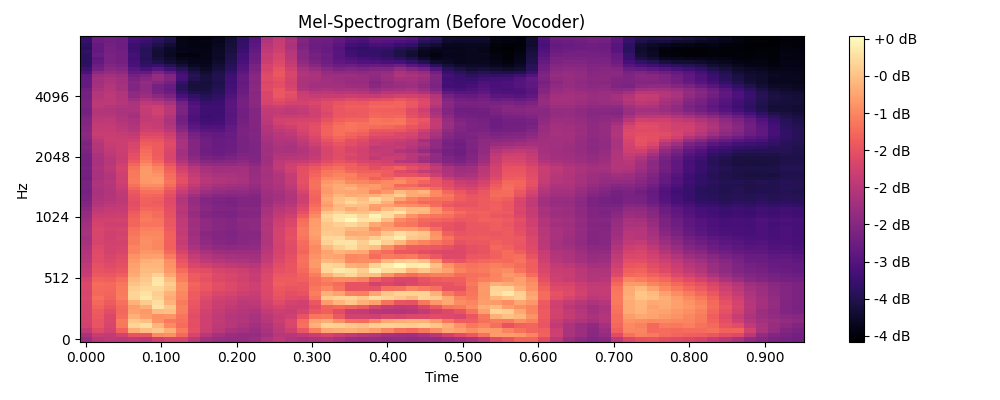 Mel-Spectrogram (Before Vocoder)
Hz
4096
2048
1024
512
0
0.000 0.100 0.200 0.300 0.400 0.500 0.600 0.700 0.800 0.900
Time
+0 dB
-0 dB
-1 dB
-2 dB
-2 dB
-2 dB
-3 dB
-4 dB
-4 dB